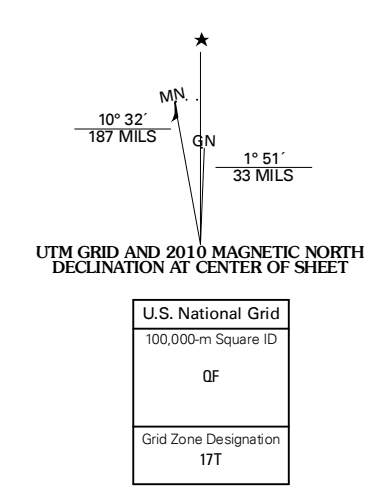 MN
10° 32´
187 MILS
GN
1° 51´
33 MILS
UTM GRID AND 2010 MAGNETIC NORTH
DECLINATION AT CENTER OF SHEET
U.S. National Grid
100,000-m Square ID
QF
Grid Zone Designation
17T